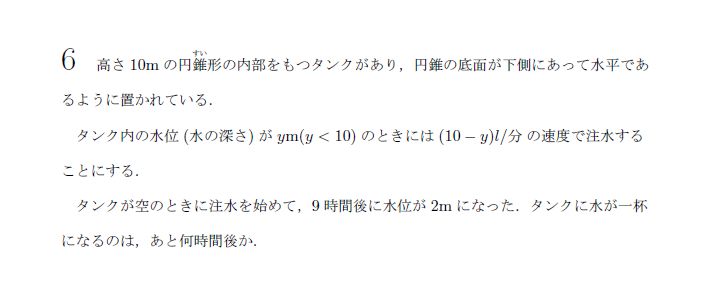 6 高さ 10m の円錐形の内部をもつタンクがあり，円錐の底面が下側にあって水平であ
るように置かれている．
タンク内の水位 (水の深さ) が ym(y < 10) のときには (10 − y)l/分 の速度で注水する
ことにする．
タンクが空のときに注水を始めて，9 時間後に水位が 2m になった．タンクに水が一杯
になるのは，あと何時間後か．
すい